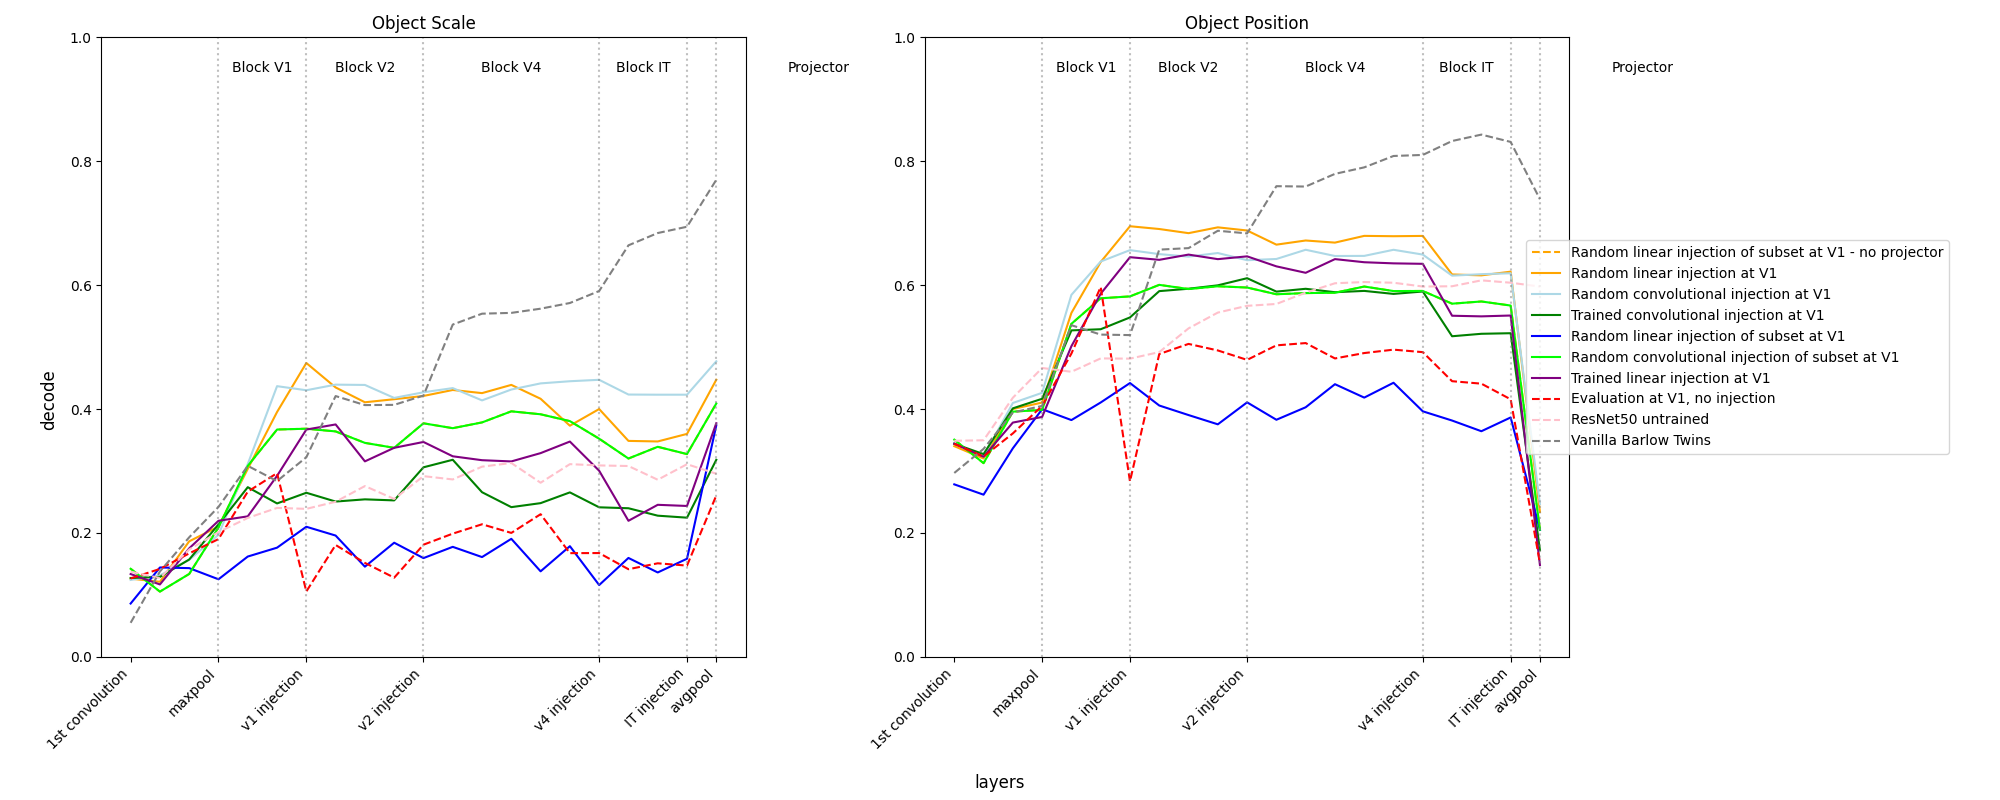 Object Scale
Object Position
1.0
0.8
0.6
0.4
0.2
0.0
decode
Block V1
Block V2
Block V4
Block IT
Projector
1st convolution
maxpool
v1 injection
v2 injection
v4 injection
IT injection
avgpool
1.0
0.8
0.6
0.4
0.2
0.0
Block V1
Block V2
Block V4
Block IT
Projector
1st convolution
maxpool
v1 injection
v2 injection
v4 injection
IT injection
avgpool
Random linear injection of subset at V1 - no projector
Random linear injection at V1
Random convolutional injection at V1
Trained convolutional injection at V1
Random linear injection of subset at V1
Random convolutional injection of subset at V1
Trained linear injection at V1
Evaluation at V1, no injection
ResNet50 untrained
Vanilla Barlow Twins
layers